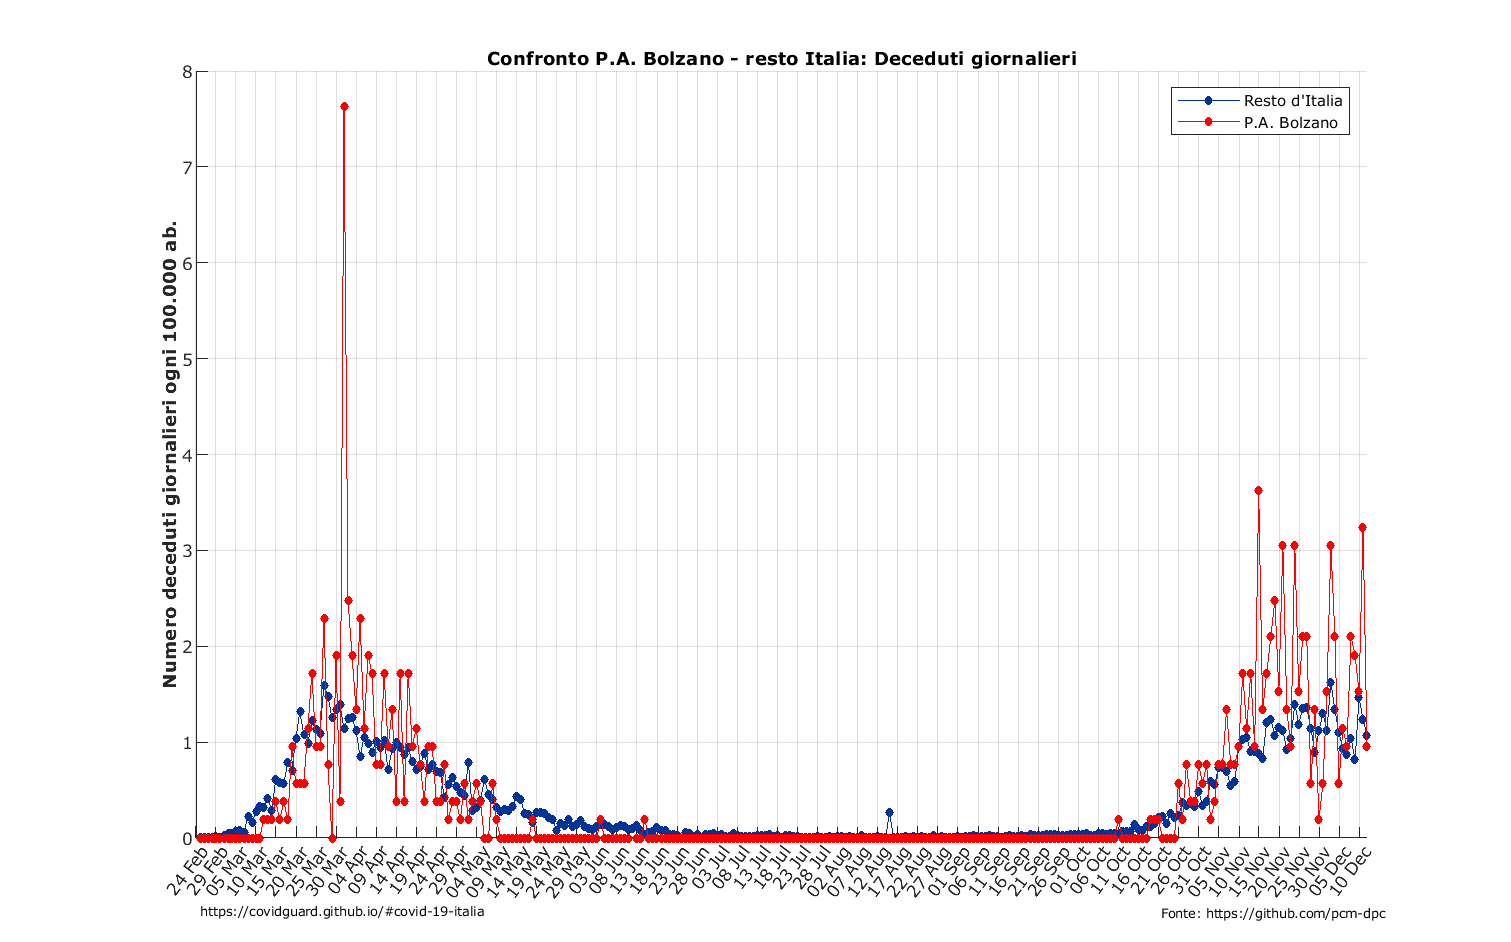 Confronto P.A. Bolzano - resto Italia: Deceduti giornalieri
Resto d'Italia
P.A. Bolzano
Numero deceduti giornalieri ogni 100.000 ab.
8
7
6
5
4
3
2
1
0
24 Feb
29 Feb
05 Mar
10 Mar
15 Mar
20 Mar
25 Mar
30 Mar
04 Apr
09 Apr
14 Apr
19 Apr
24 Apr
29 Apr
04 May
09 May
14 May
19 May
24 May
29 May
03 Jun
08 Jun
13 Jun
18 Jun
23 Jun
28 Jun
03 Jul
08 Jul
13 Jul
18 Jul
23 Jul
28 Jul
02 Aug
07 Aug
12 Aug
17 Aug
22 Aug
27 Aug
01 Sep
06 Sep
11 Sep
16 Sep
21 Sep
26 Sep
01 Oct
06 Oct
11 Oct
16 Oct
21 Oct
26 Oct
31 Oct
05 Nov
10 Nov
15 Nov
20 Nov
25 Nov
30 Nov
05 Dec
10 Dec
https://covidguard.github.io/#covid-19-italia
Fonte: https://github.com/pcm-dpc